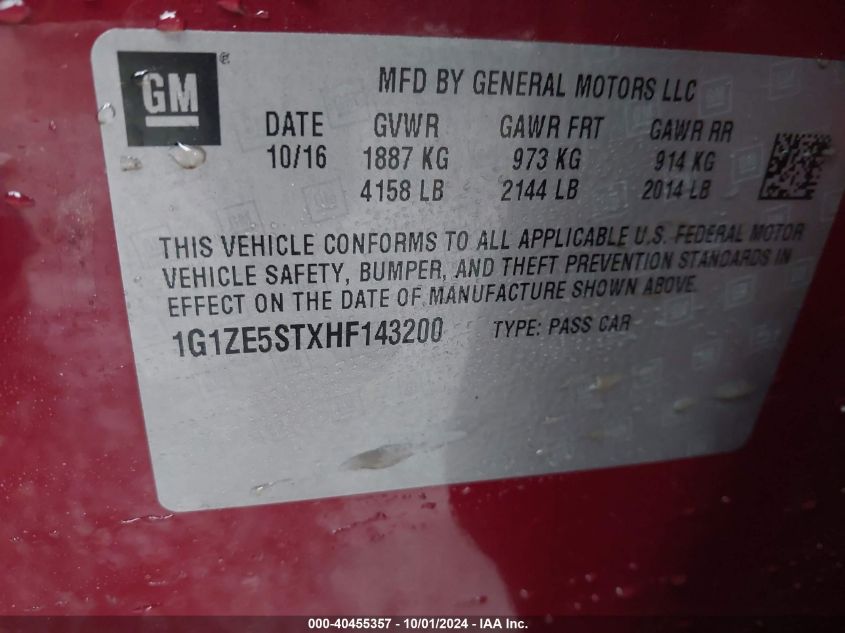 GM ®
MFD BY GENERAL MOTORS LLC
DATE GVWR GAWR FRT GAWR RR
10/16 1887 KG 973 KG 914 KG
4158 LB 2144 LB 2014 LB
THIS VEHICLE CONFORMS TO ALL APPLICABLE U.S. FEDERAL MOTOR
VEHICLE SAFETY, BUMPER, AND THEFT PREVENTION STANDARDS IN
EFFECT ON THE DATE OF MANUFACTURE SHOWN ABOVE.
1G1ZE5STXHF143200 TYPE: PASS CAR
000-40455357 - 10/01/2024 - IAA Inc.